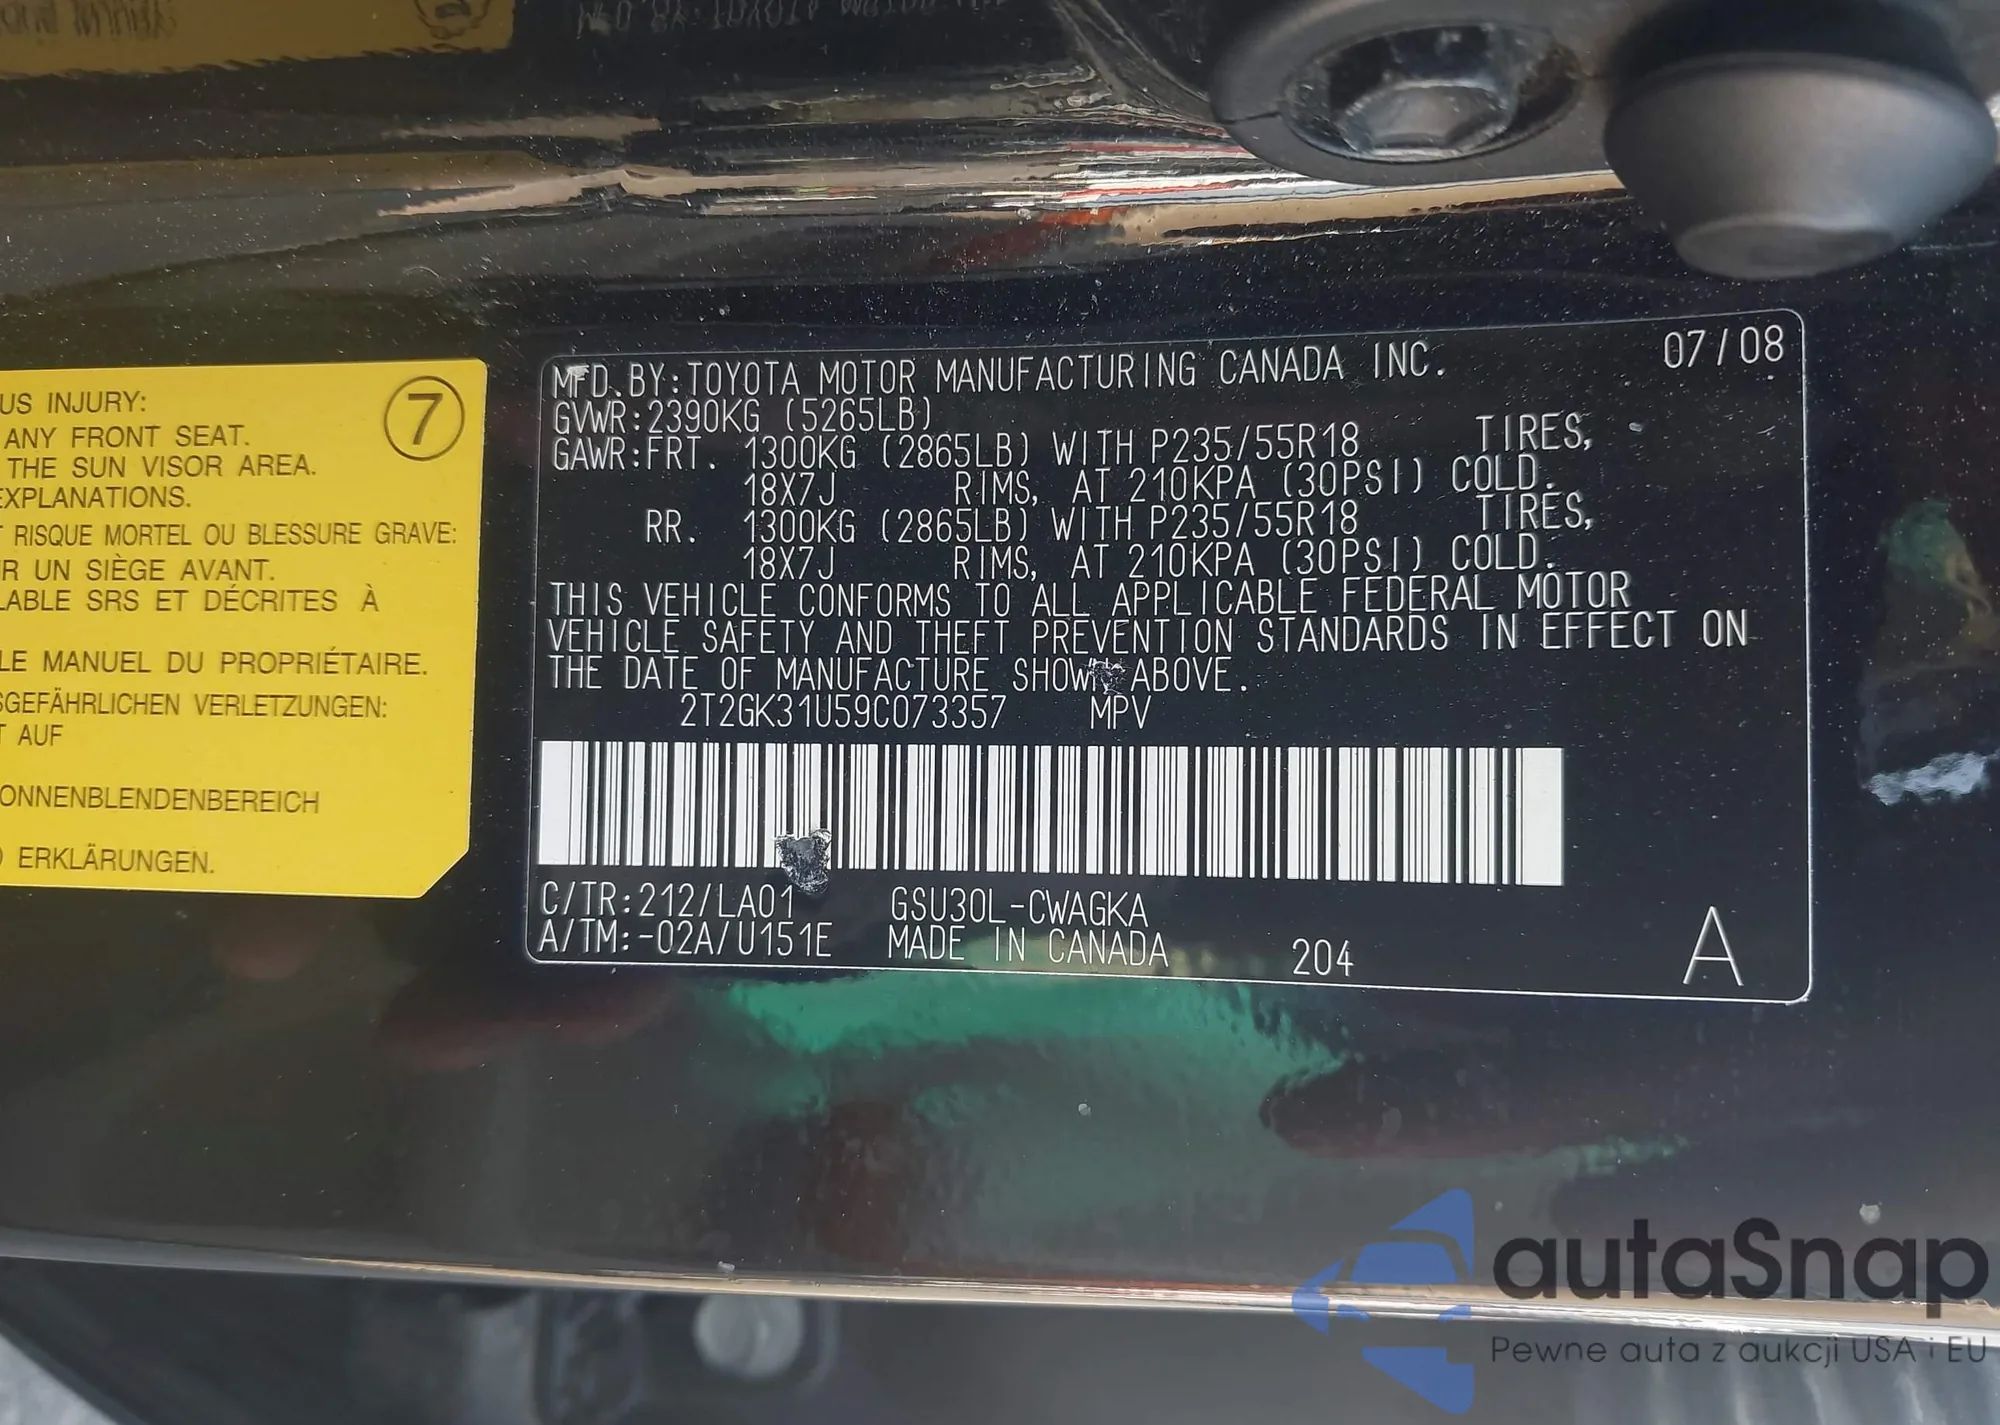 US INJURY:
ANY FRONT SEAT.
THE SUN VISOR AREA.
EXPLANATIONS.
T RISQUE MORTEL OU BLESSURE GRAVE:
R UN SIÈGE AVANT.
LABLE SRS ET DÉCRITES À
LE MANUEL DU PROPRIÉTAIRE.
SGEFÄHRLICHEN VERLETZUNGEN:
T AUF
ONNENBLENDENBEREICH
) ERKLÄRUNGEN.
7
MFD.BY:TOYOTA MOTOR MANUFACTURING CANADA INC. 07/08
GVWR:2390KG (5265LB)
GAWR:FRT. 1300KG (2865LB) WITH P235/55R18 TIRES,
18X7J RIMS, AT 210KPA (30PSI) COLD.
RR. 1300KG (2865LB) WITH P235/55R18 TIRES,
18X7J RIMS, AT 210KPA (30PSI) COLD.
THIS VEHICLE CONFORMS TO ALL APPLICABLE FEDERAL MOTOR
VEHICLE SAFETY AND THEFT PREVENTION STANDARDS IN EFFECT ON
THE DATE OF MANUFACTURE SHOWN ABOVE.
2T2GK31U59C073357 MPV
C/TR:212/LA01 GSU30L-CWAGKA
A/TM:-02A/U151E MADE IN CANADA 204 A
autaSnap
Pewne auta z aukcji USA i EU